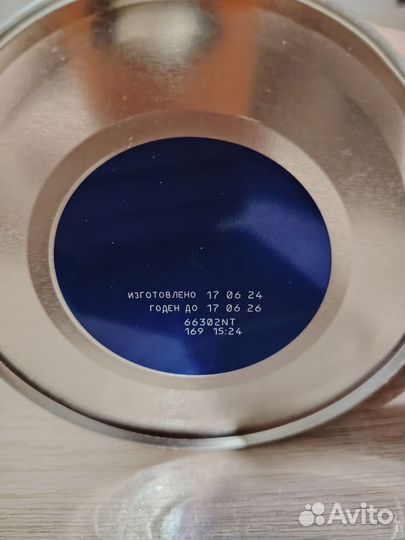 ИЗГОТОВЛЕНО 17 06 24
ГОДЕН ДО 17 06 26
66302NT
169 15:24
Avito